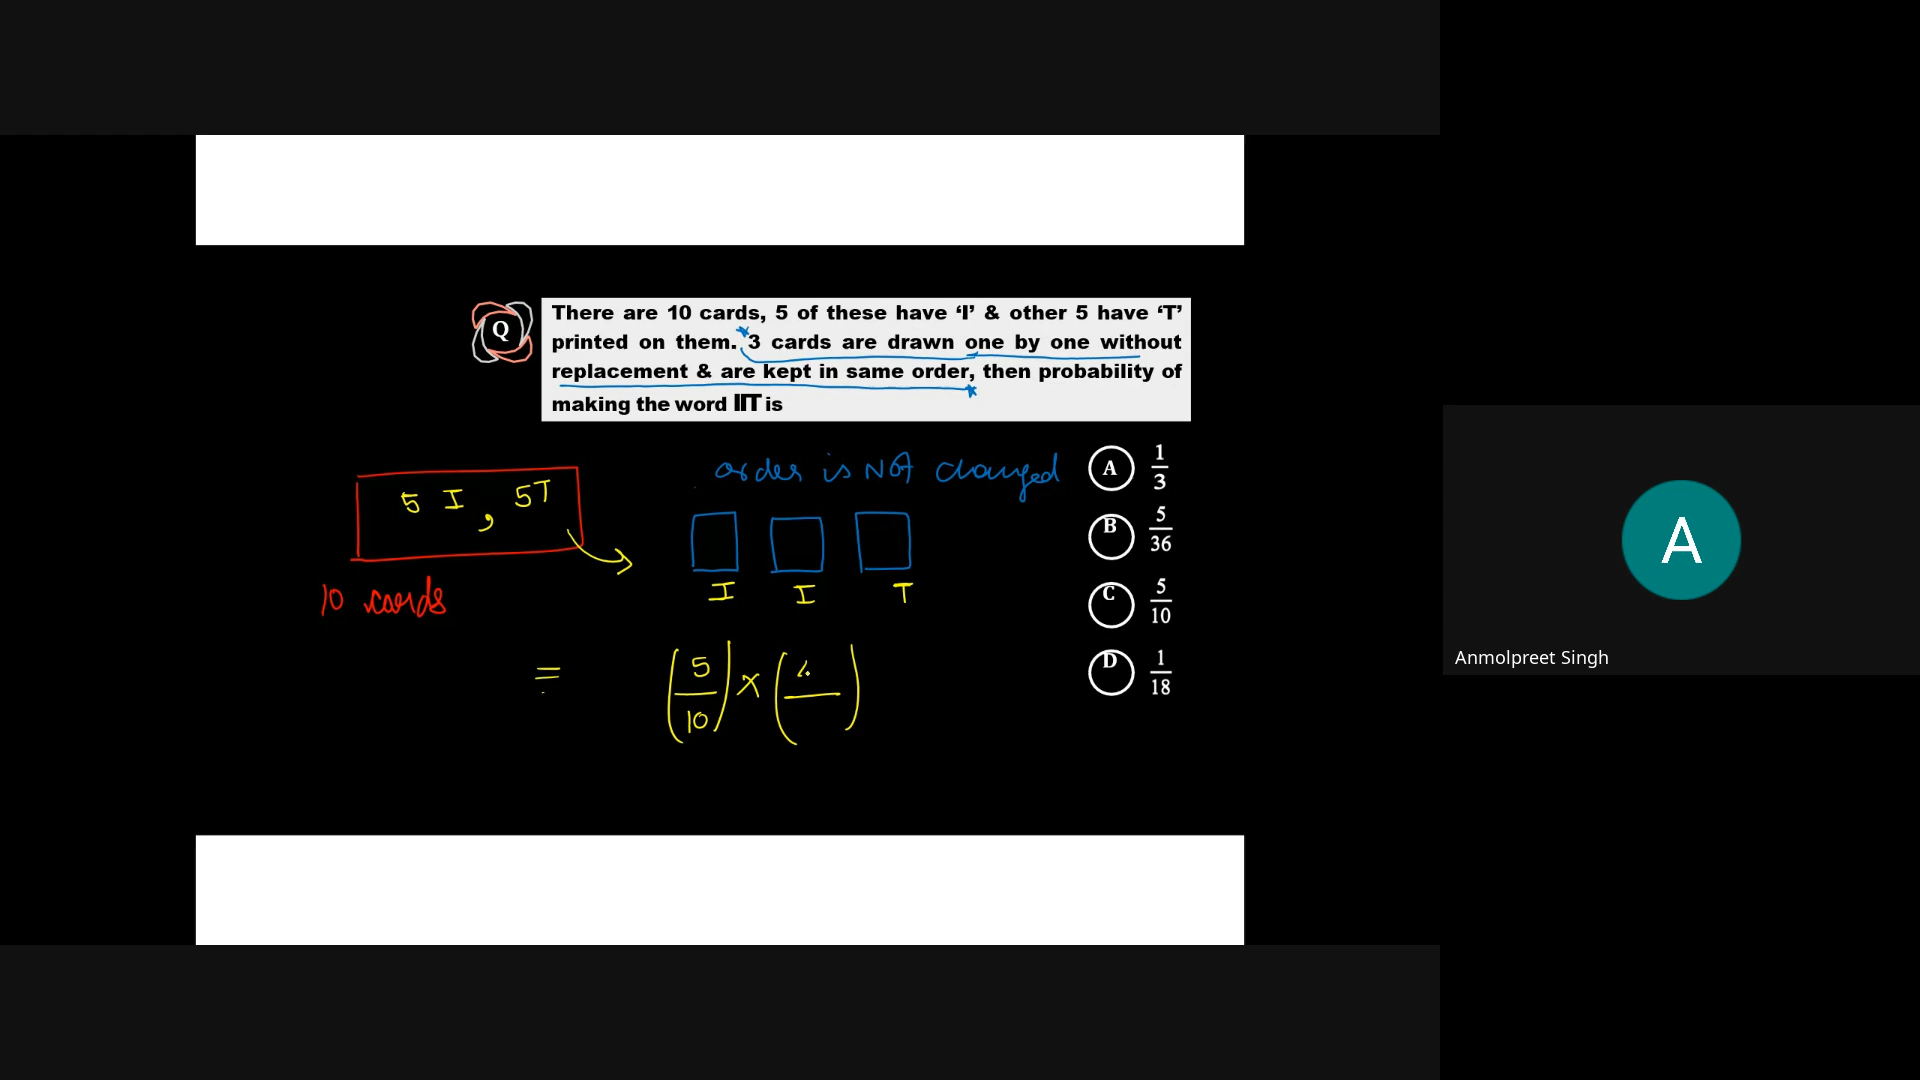 Q
There are 10 cards, 5 of these have ‘I’ & other 5 have ‘T’
printed on them. 3 cards are drawn one by one without
replacement & are kept in same order, then probability of
making the word IIT is
order is NOT changed
5 I , 5T
10 cards
I I T
= (5/10) × (4/ )
A 1/3
B 5/36
C 5/10
D 1/18
A
Anmolpreet Singh